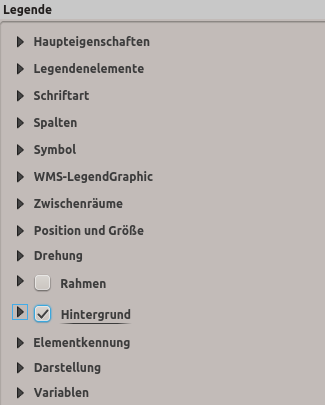 Legende
Haupteigenschaften
Legendenelemente
Schriftart
Spalten
Symbol
WMS-LegendGraphic
Zwischenräume
Position und Größe
Drehung
Rahmen
Hintergrund
Elementkennung
Darstellung
Variablen